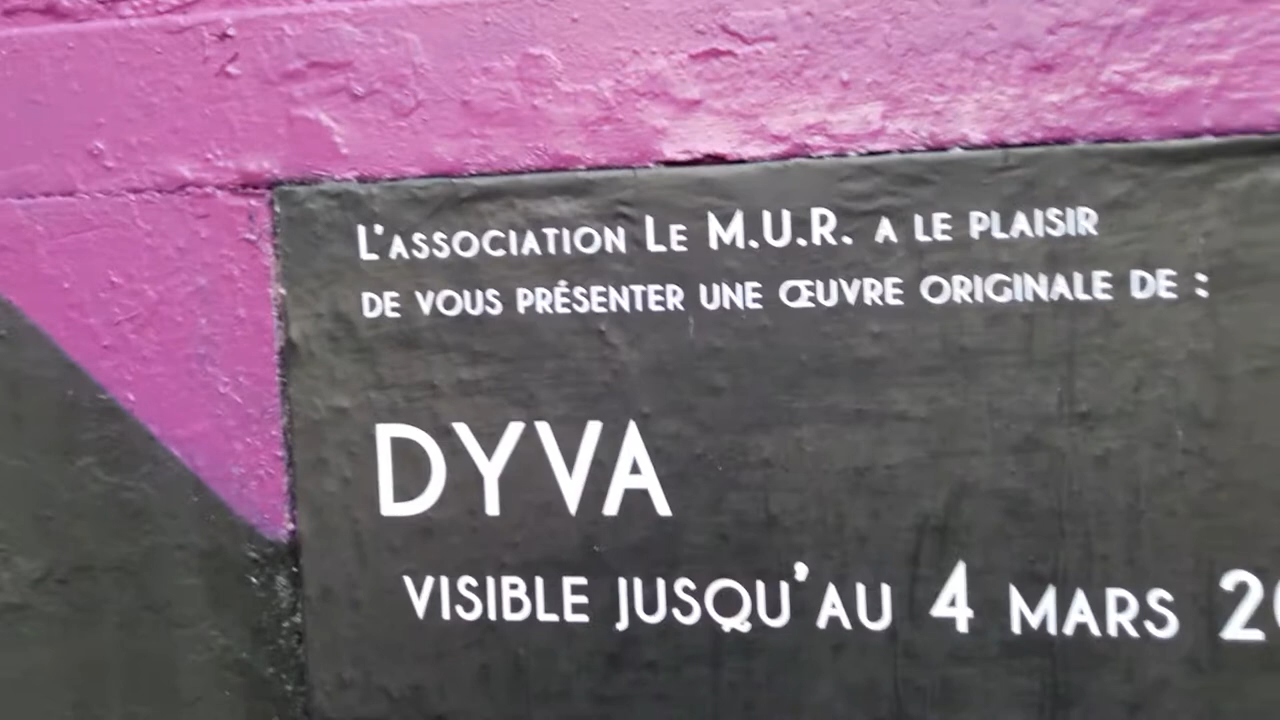 L'ASSOCIATION LE M.U.R. A LE PLAISIR
DE VOUS PRÉSENTER UNE ŒUVRE ORIGINALE DE :
DYVA
VISIBLE JUSQU'AU 4 MARS